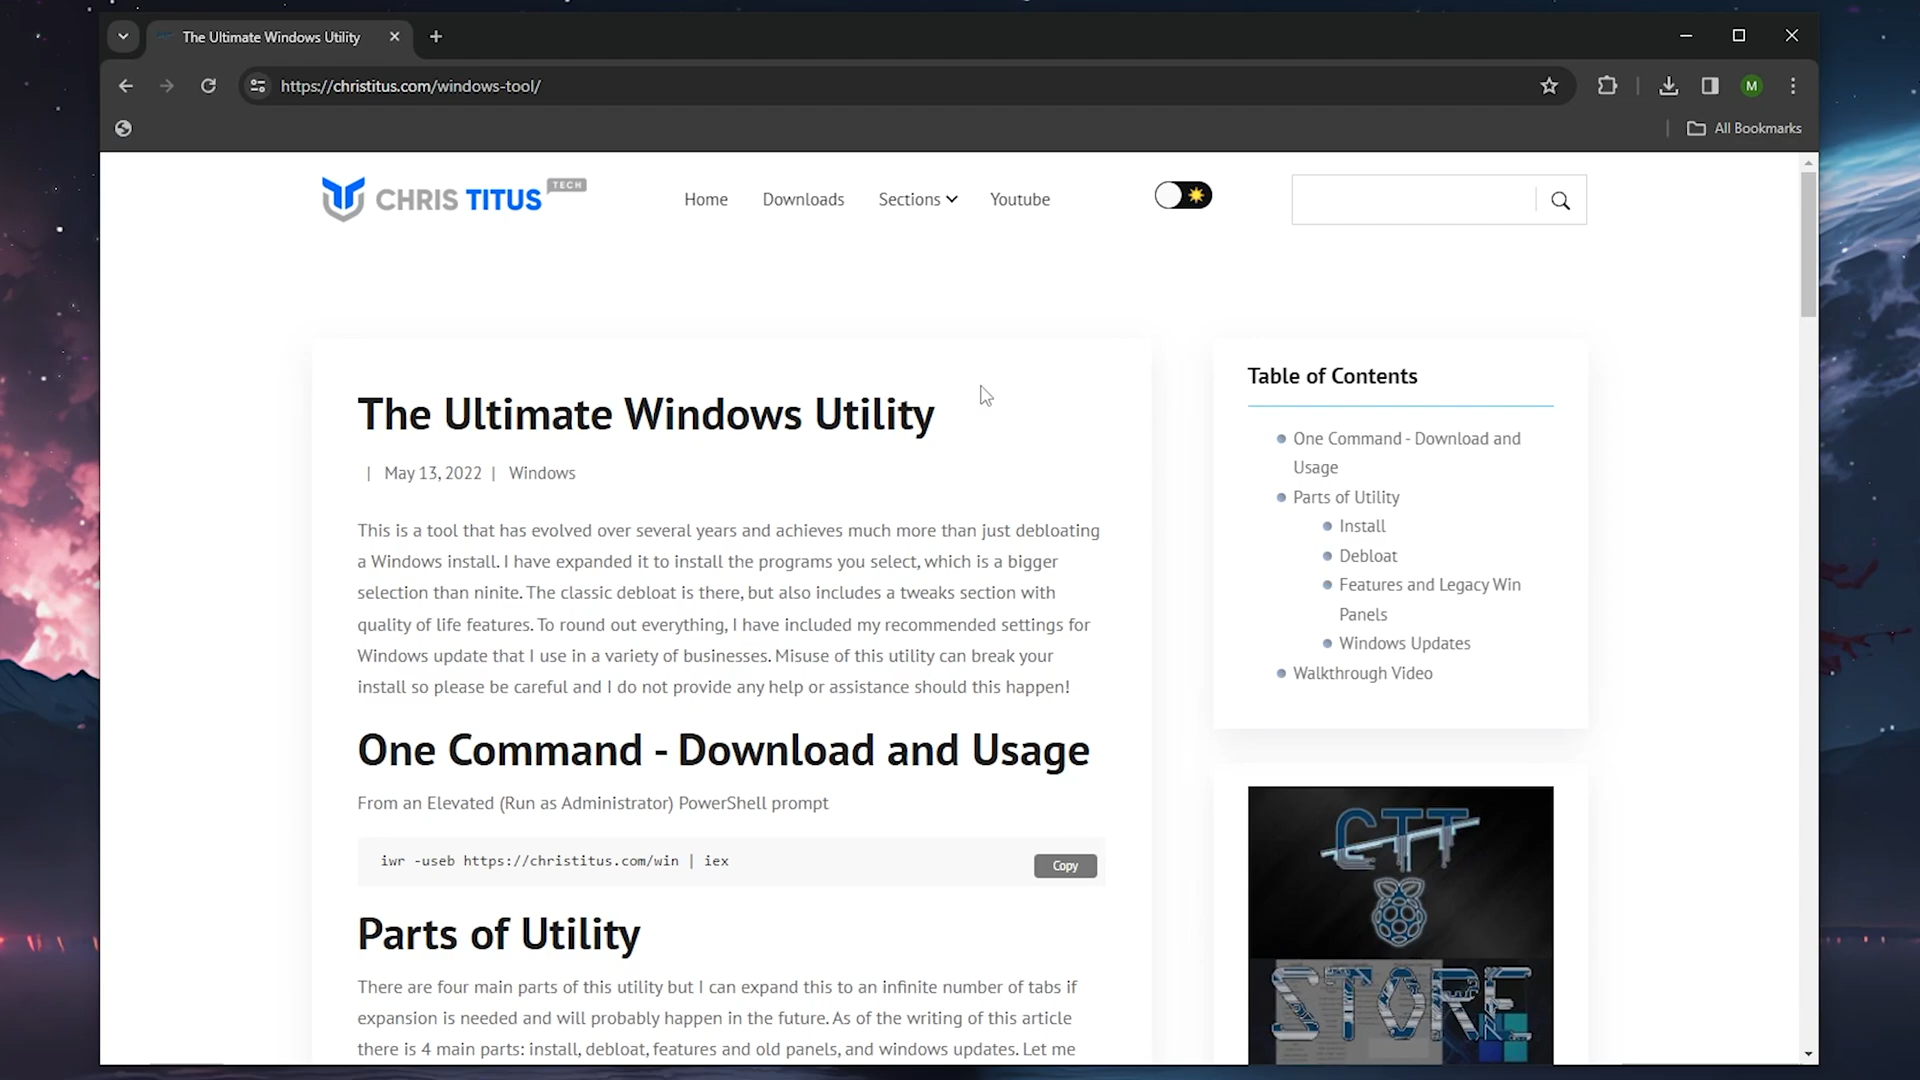 The Ultimate Windows Utility
https://christitus.com/windows-tool/
M
All Bookmarks
CHRIS TITUS TECH
Home
Downloads
Sections
Youtube
The Ultimate Windows Utility
| May 13, 2022 | Windows
This is a tool that has evolved over several years and achieves much more than just debloating
a Windows install. I have expanded it to install the programs you select, which is a bigger
selection than ninite. The classic debloat is there, but also includes a tweaks section with
quality of life features. To round out everything, I have included my recommended settings for
Windows update that I use in a variety of businesses. Misuse of this utility can break your
install so please be careful and I do not provide any help or assistance should this happen!
One Command - Download and Usage
From an Elevated (Run as Administrator) PowerShell prompt
iwr -useb https://christitus.com/win | iex
Copy
Parts of Utility
There are four main parts of this utility but I can expand this to an infinite number of tabs if
expansion is needed and will probably happen in the future. As of the writing of this article
there is 4 main parts: install, debloat, features and old panels, and windows updates. Let me
Table of Contents
One Command - Download and
Usage
Parts of Utility
Install
Debloat
Features and Legacy Win
Panels
Windows Updates
Walkthrough Video
CTT
STORE